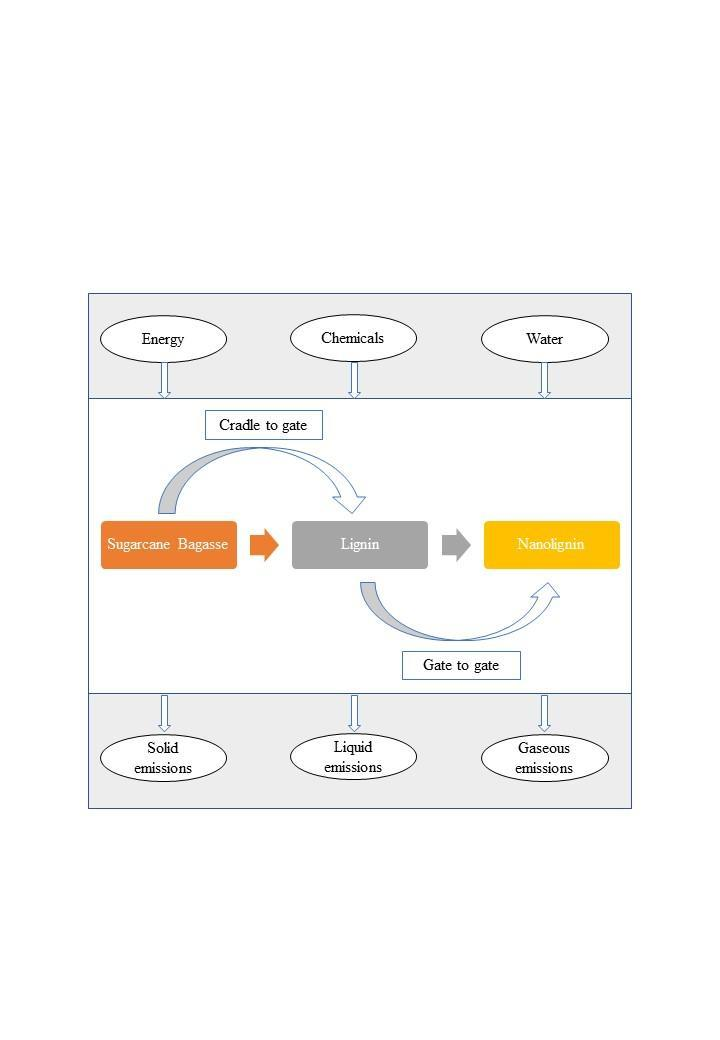 Energy
Chemicals
Water
Cradle to gate
Sugarcane Bagasse
Lignin
Nanolignin
Gate to gate
Solid
emissions
Liquid
emissions
Gaseous
emissions